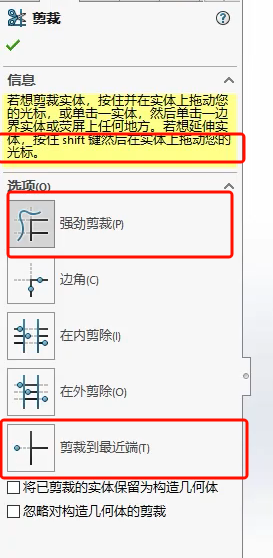 剪裁
信息
若想剪裁实体，按住并在实体上拖动您
的光标，或单击一实体，然后单击一边
界实体或荧屏上任何地方。若想延伸实
体，按住 shift 键然后在实体上拖动您的
光标。
选项(O)
强劲剪裁(P)
边角(C)
在内剪除(I)
在外剪除(O)
剪裁到最近端(T)
将已剪裁的实体保留为构造几何体
忽略对构造几何体的剪裁